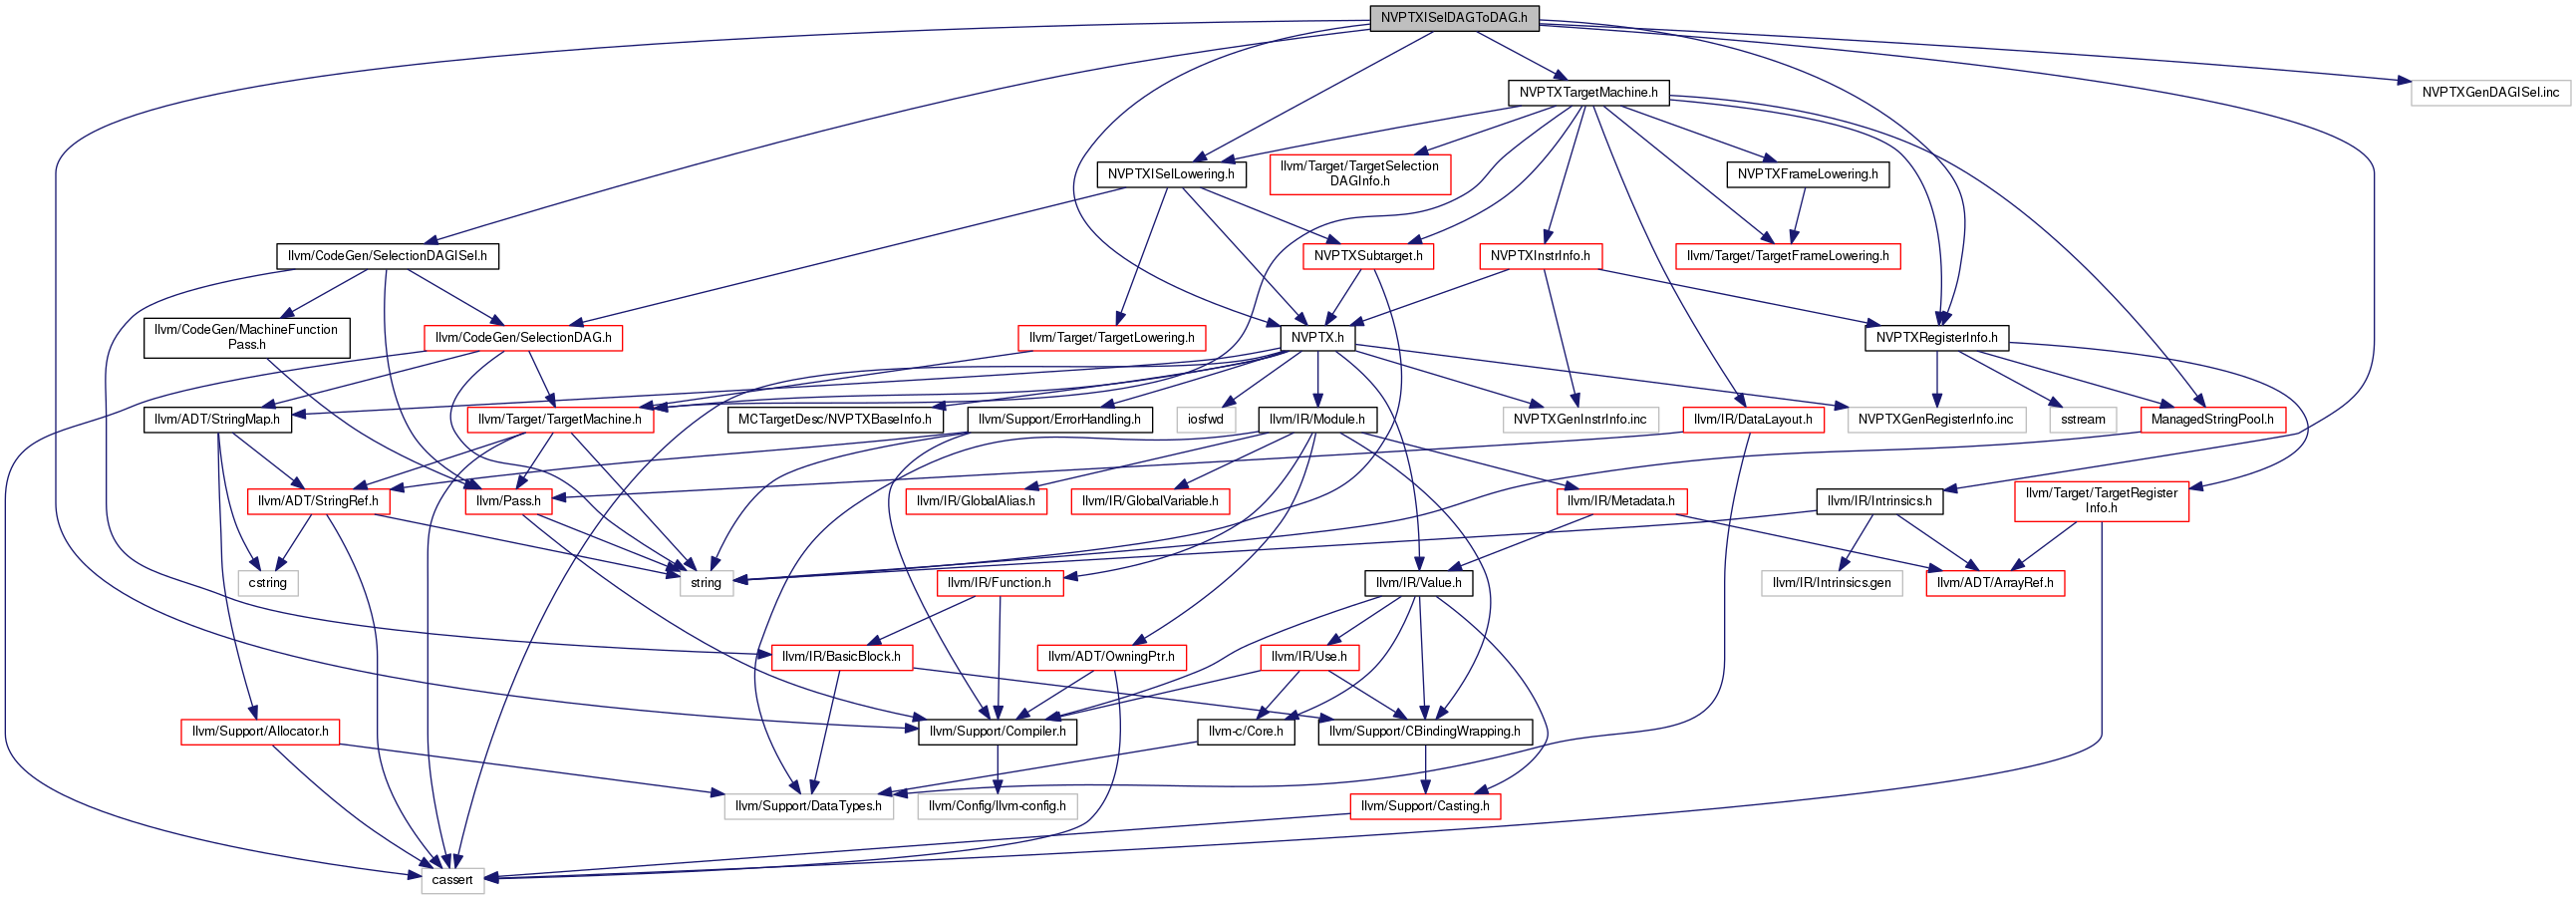 NVPTXISelDAGToDAG.h
NVPTXTargetMachine.h
NVPTXGenDAGISel.inc
NVPTXISelLowering.h
llvm/Target/TargetSelection
DAGInfo.h
NVPTXFrameLowering.h
llvm/CodeGen/SelectionDAGISel.h
NVPTXSubtarget.h
NVPTXInstrInfo.h
llvm/Target/TargetFrameLowering.h
llvm/CodeGen/MachineFunction
Pass.h
llvm/CodeGen/SelectionDAG.h
llvm/Target/TargetLowering.h
NVPTX.h
NVPTXRegisterInfo.h
llvm/ADT/StringMap.h
llvm/Target/TargetMachine.h
MCTargetDesc/NVPTXBaseInfo.h
llvm/Support/ErrorHandling.h
iosfwd
llvm/IR/Module.h
NVPTXGenInstrInfo.inc
llvm/IR/DataLayout.h
NVPTXGenRegisterInfo.inc
sstream
ManagedStringPool.h
llvm/ADT/StringRef.h
llvm/Pass.h
llvm/IR/GlobalAlias.h
llvm/IR/GlobalVariable.h
llvm/IR/Metadata.h
llvm/IR/Intrinsics.h
llvm/Target/TargetRegister
Info.h
cstring
string
llvm/IR/Function.h
llvm/IR/Value.h
llvm/IR/Intrinsics.gen
llvm/ADT/ArrayRef.h
llvm/IR/BasicBlock.h
llvm/ADT/OwningPtr.h
llvm/IR/Use.h
llvm/Support/Allocator.h
llvm/Support/Compiler.h
llvm-c/Core.h
llvm/Support/CBindingWrapping.h
llvm/Support/DataTypes.h
llvm/Config/llvm-config.h
llvm/Support/Casting.h
cassert